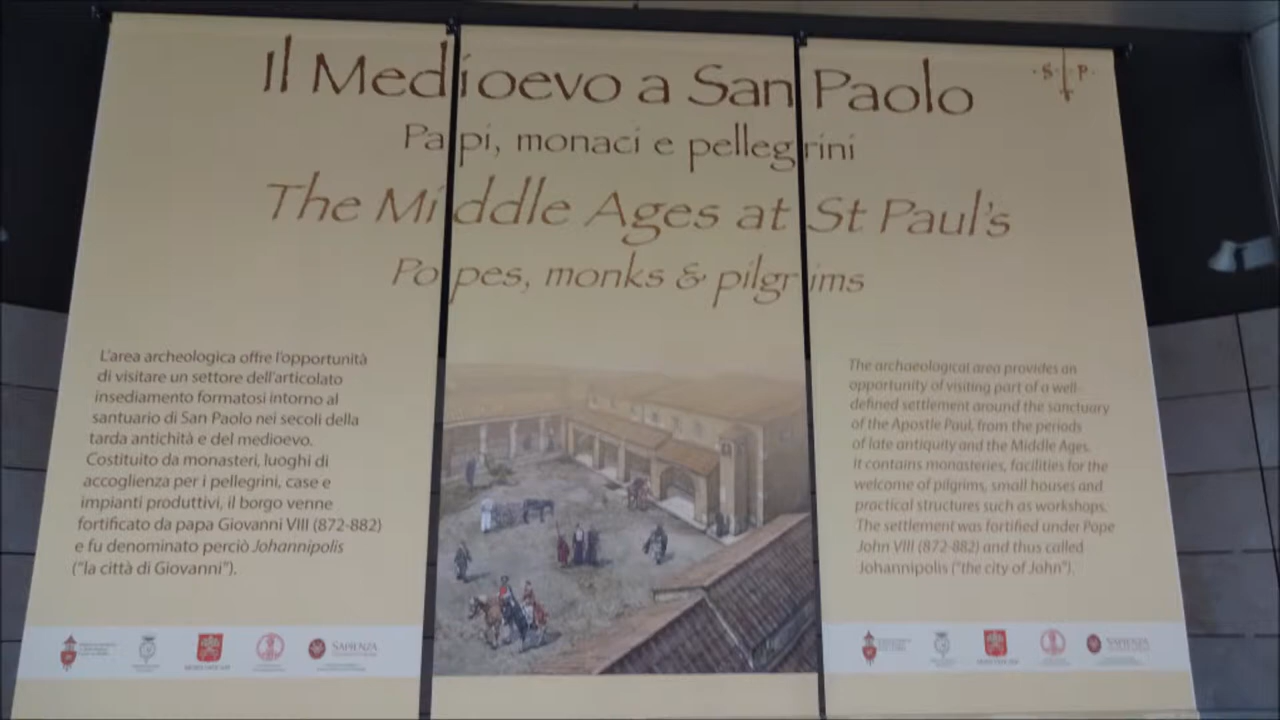 Il Medioevo a San Paolo
· S · P ·
Papi, monaci e pellegrini
The Middle Ages at St Paul's
Popes, monks & pilgrims
L'area archeologica offre l'opportunità
di visitare un settore dell'articolato
insediamento formatosi intorno al
santuario di San Paolo nei secoli della
tarda antichità e del medioevo.
Costituito da monasteri, luoghi di
accoglienza per i pellegrini, case e
impianti produttivi, il borgo venne
fortificato da papa Giovanni VIII (872-882)
e fu denominato perciò Johannipolis
("la città di Giovanni").
The archaeological area provides an
opportunity of visiting part of a well-
defined settlement around the sanctuary
of the Apostle Paul, from the periods
of late antiquity and the Middle Ages.
It contains monasteries, facilities for the
welcome of pilgrims, small houses and
practical structures such as workshops.
The settlement was fortified under Pope
John VIII (872-882) and thus called
Johannipolis ("the city of John").
SAPIENZA
SAPIENZA